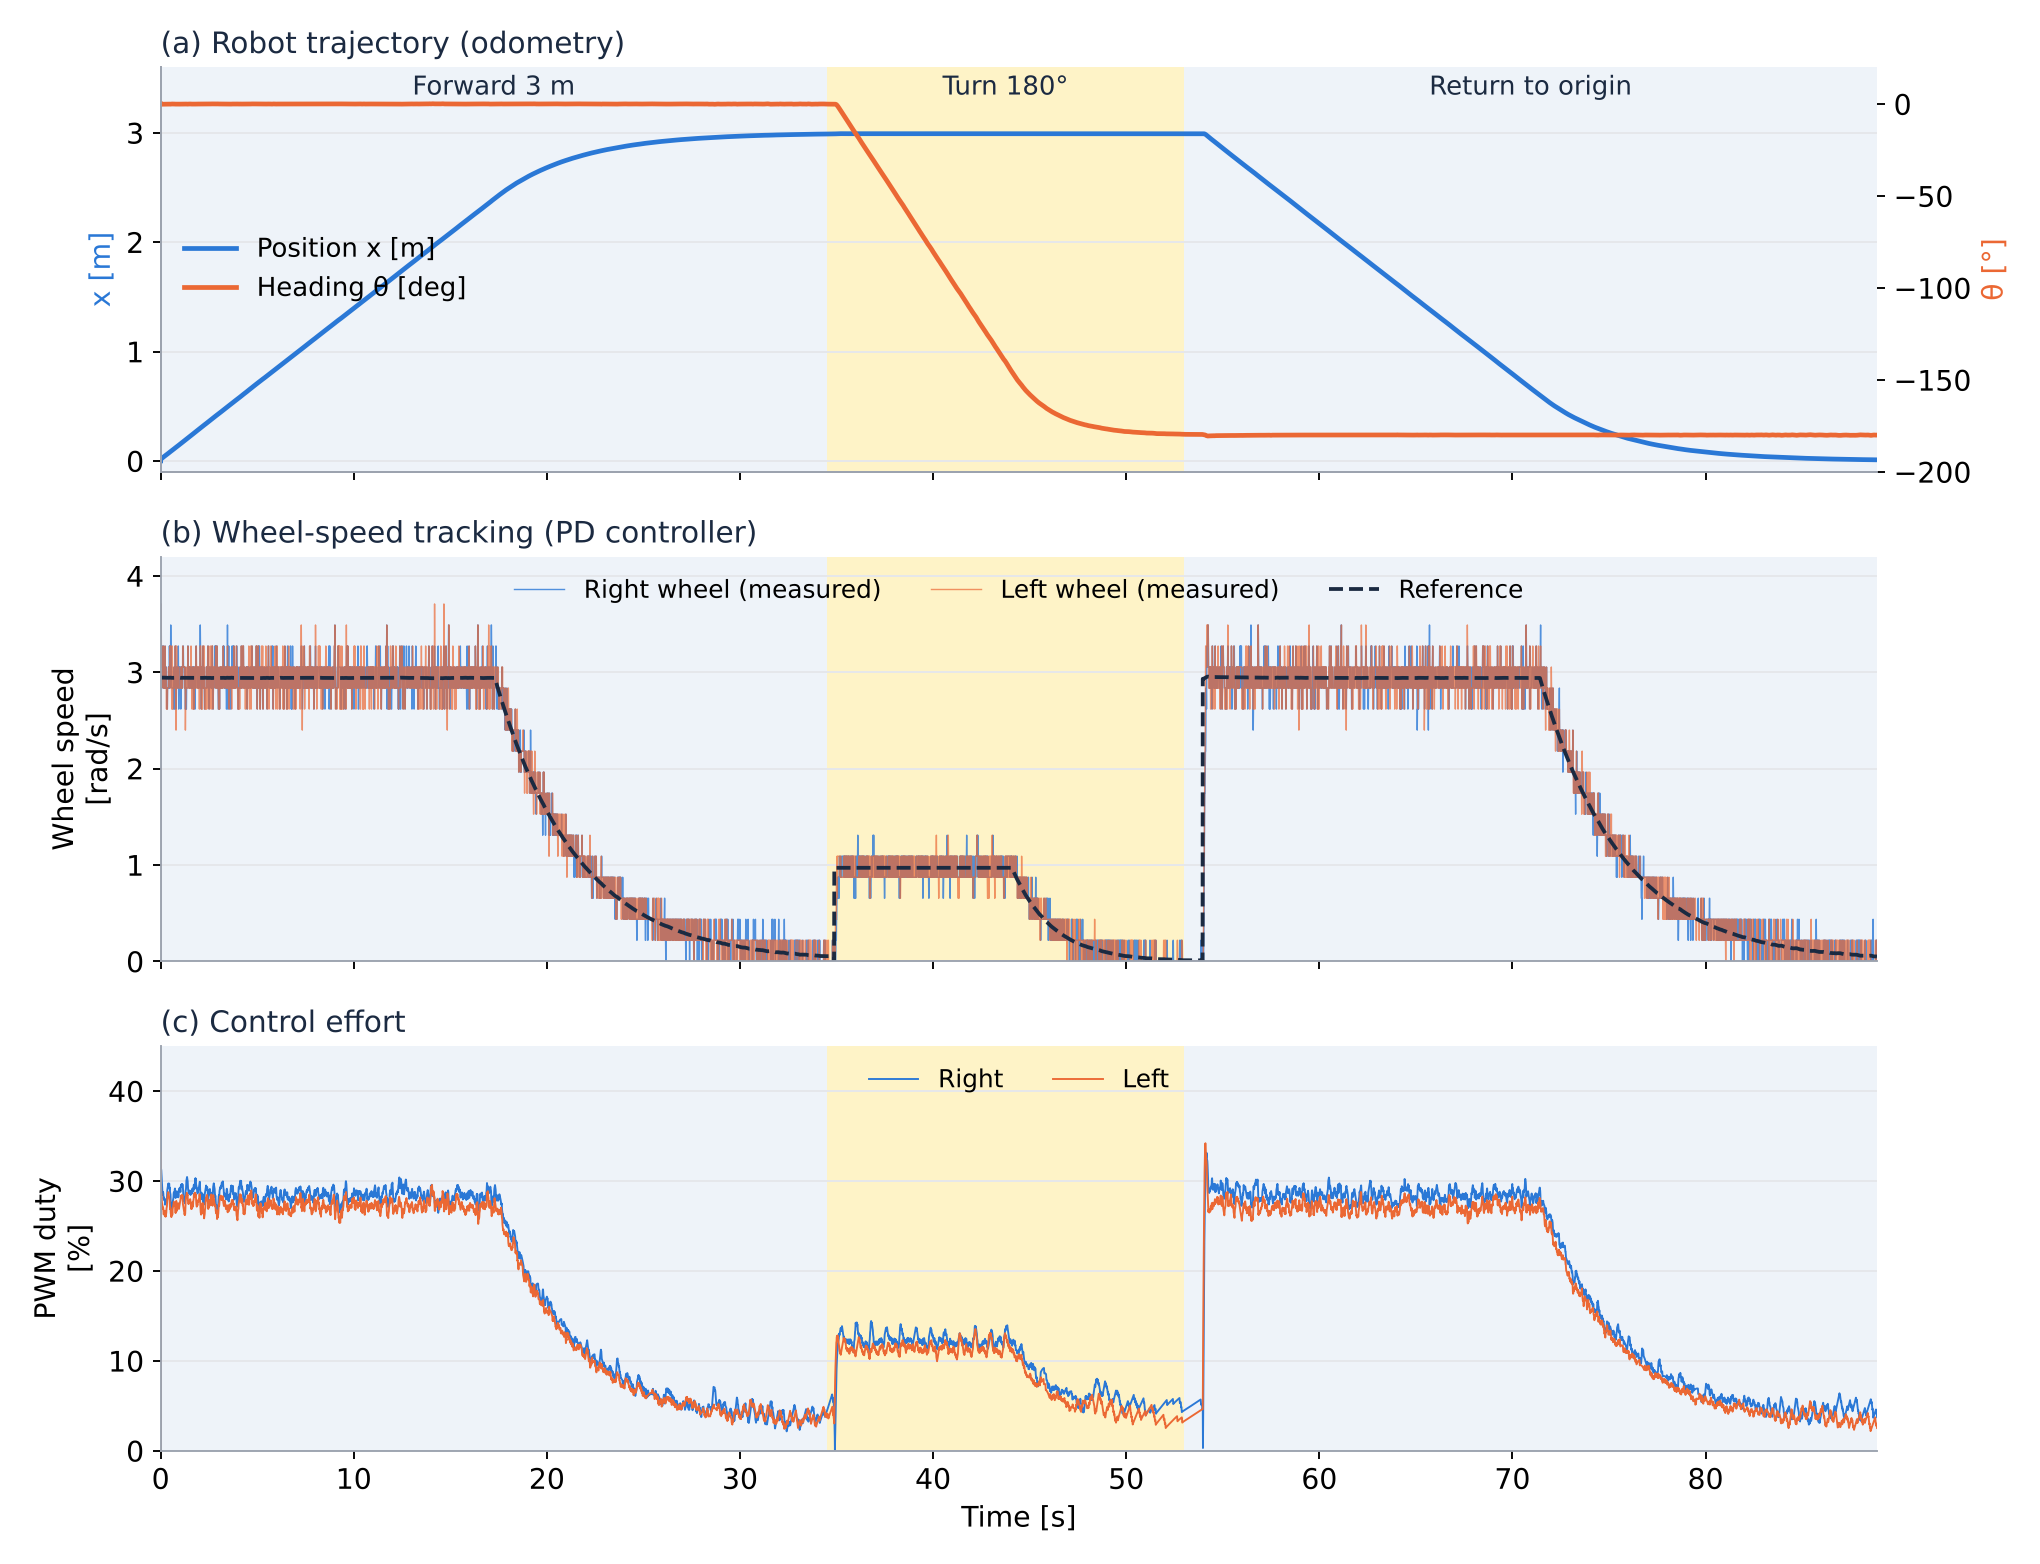 (a) Robot trajectory (odometry)
Forward 3 m
Turn 180°
Return to origin
3
2
1
0
x [m]
Position x [m]
Heading θ [deg]
0
−50
−100
−150
−200
θ [°]
(b) Wheel-speed tracking (PD controller)
Right wheel (measured)
Left wheel (measured)
Reference
4
3
2
1
0
Wheel speed
[rad/s]
(c) Control effort
Right
Left
40
30
20
10
0
PWM duty
[%]
0 10 20 30 40 50 60 70 80
Time [s]